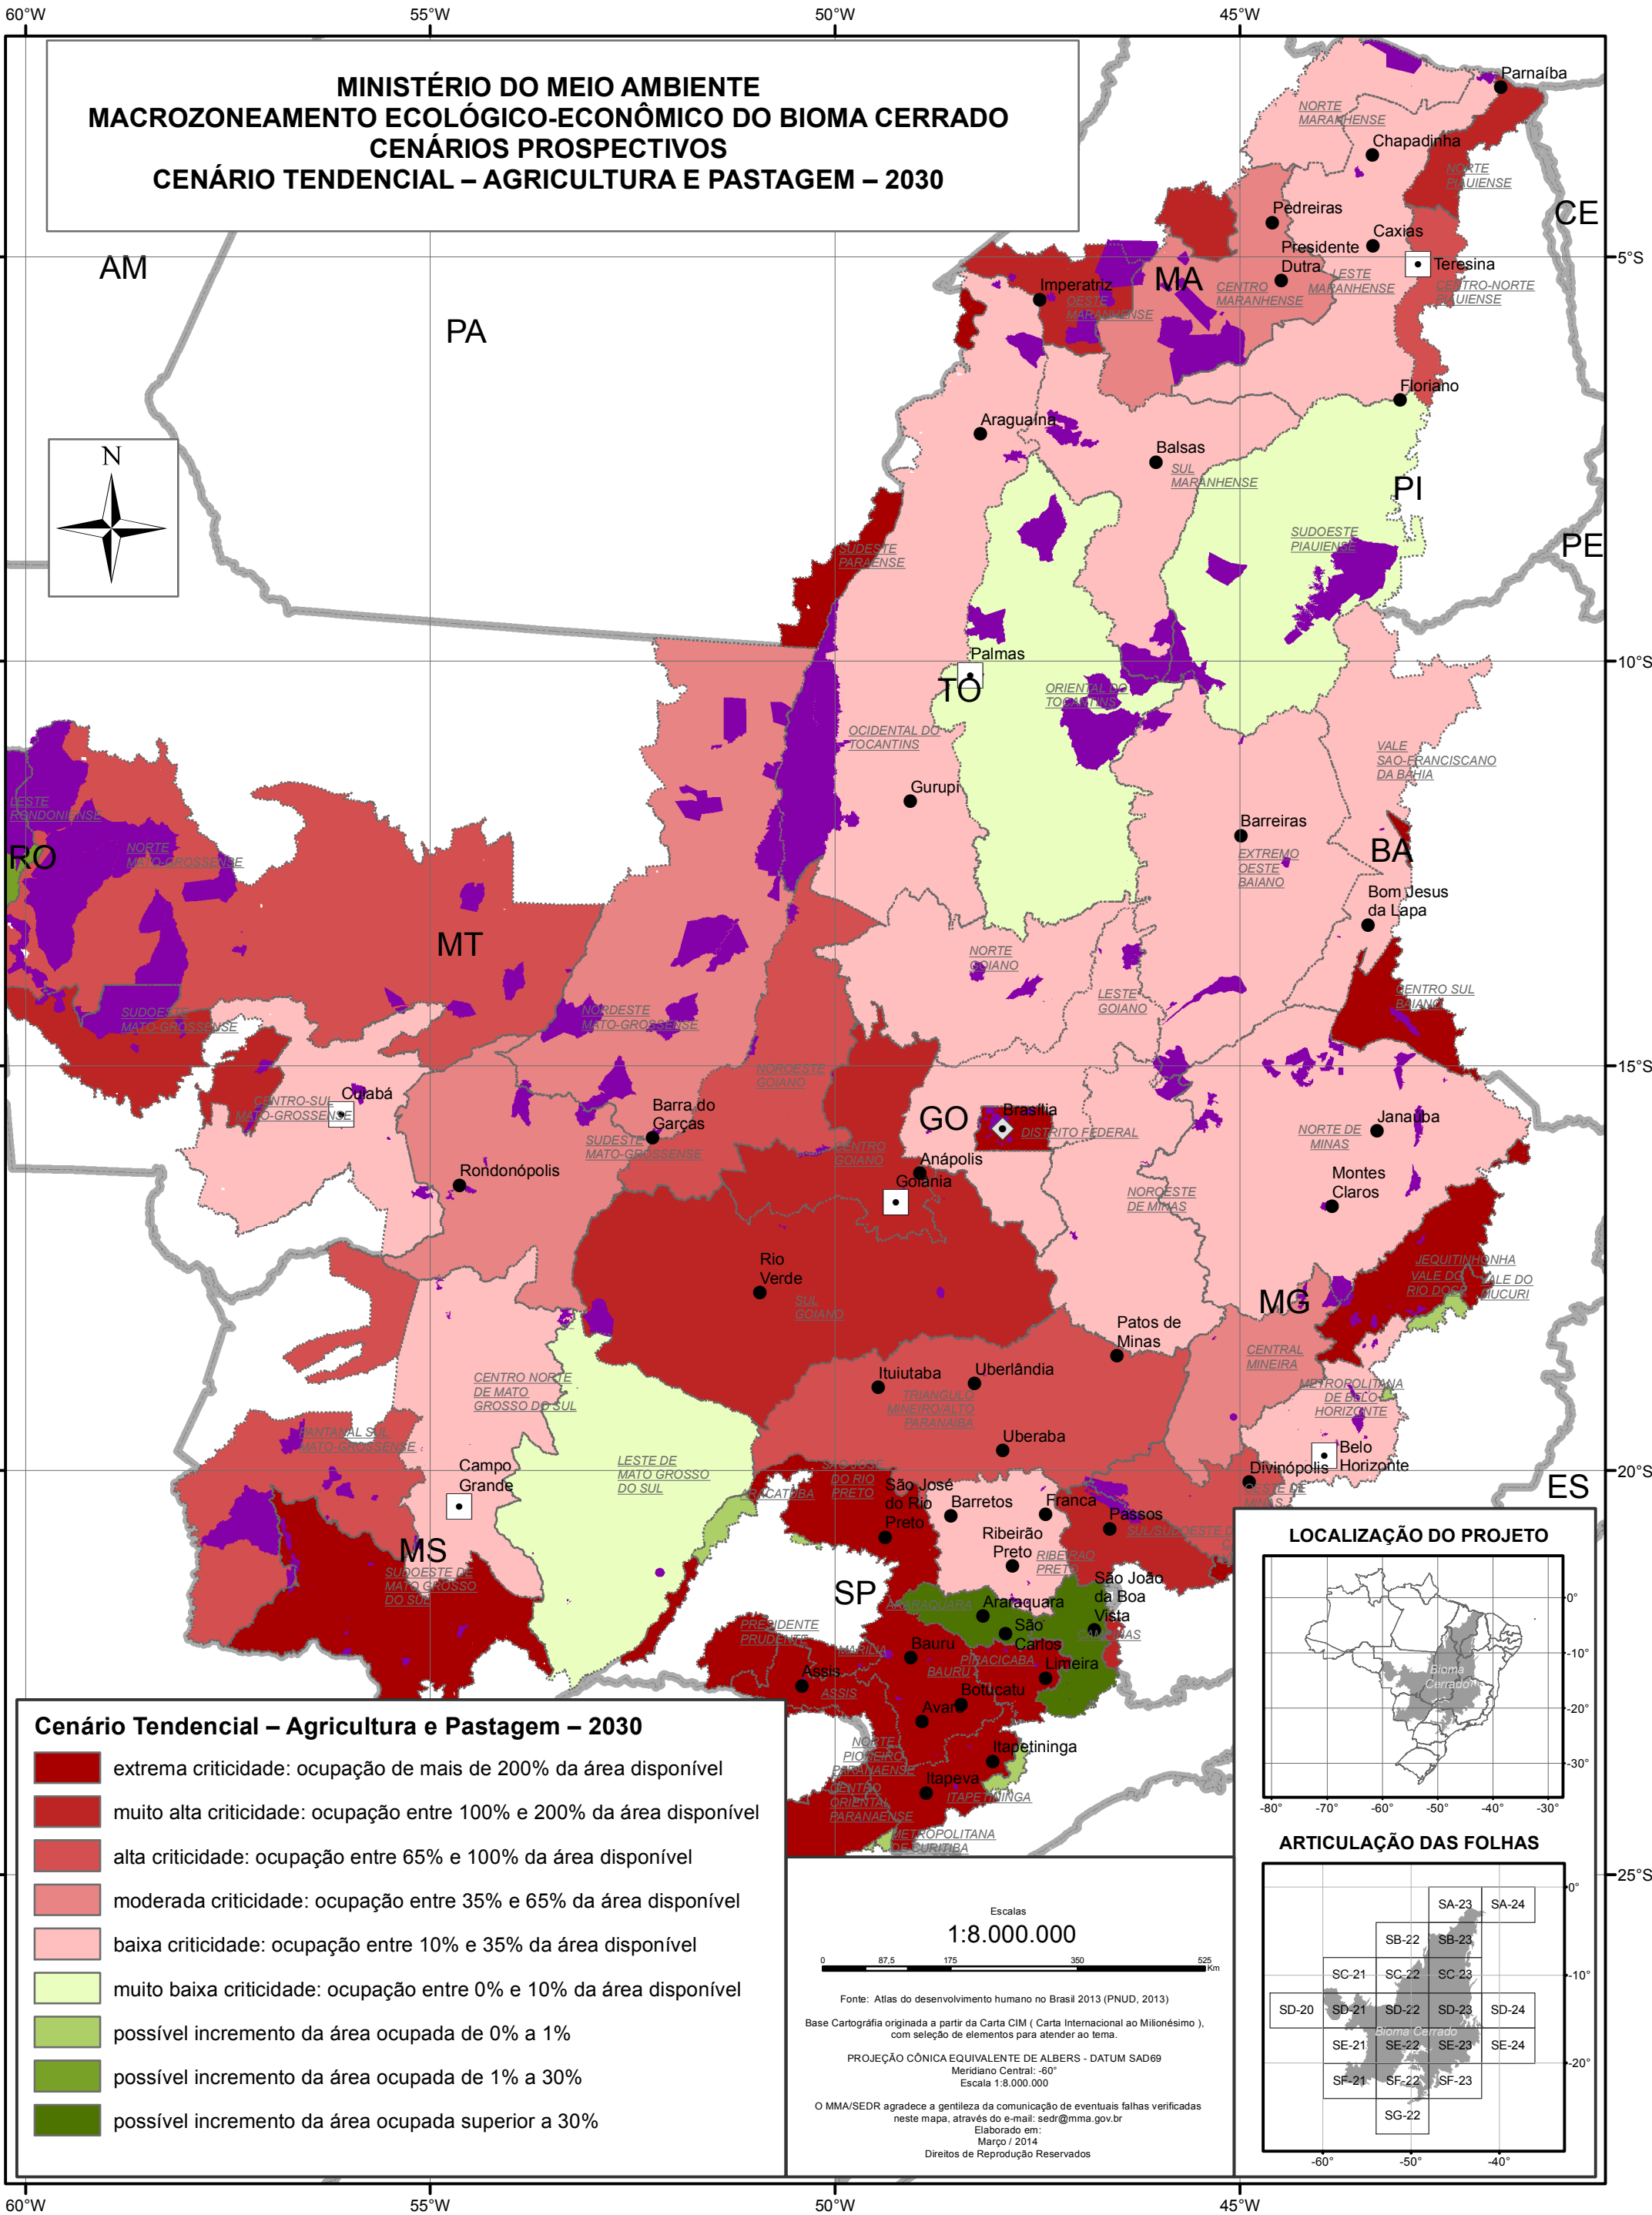 60°W
55°W
50°W
45°W
MINISTÉRIO DO MEIO AMBIENTE
MACROZONEAMENTO ECOLÓGICO-ECONÔMICO DO BIOMA CERRADO
CENÁRIOS PROSPECTIVOS
CENÁRIO TENDENCIAL – AGRICULTURA E PASTAGEM – 2030
Parnaíba
NORTE
MARANHENSE
Chapadinha
NORTE
PIAUIENSE
CE
Pedreiras
Caxias
Presidente
Dutra
Teresina
5°S
AM
MA
LESTE
MARANHENSE
CENTRO
MARANHENSE
CENTRO-NORTE
PIAUIENSE
Imperatriz
OESTE
MARANHENSE
PA
Floriano
Araguaína
Balsas
SUL
MARANHENSE
N
PI
SUDOESTE
PIAUIENSE
PE
SUDESTE
PARAENSE
Palmas
10°S
TO
ORIENTAL DO
TOCANTINS
OCIDENTAL DO
TOCANTINS
VALE
SAO-FRANCISCANO
DA BAHIA
Gurupi
LESTE
RONDONIENSE
Barreiras
RO
NORTE
MATO-GROSSENSE
BA
EXTREMO
OESTE
BAIANO
Bom Jesus
da Lapa
MT
NORTE
GOIANO
LESTE
GOIANO
CENTRO SUL
BAIANO
SUDOESTE
MATO-GROSSENSE
NORDESTE
MATO-GROSSENSE
15°S
NOROESTE
GOIANO
Cuiabá
CENTRO-SUL
MATO-GROSSENSE
Barra do
Garças
GO
Brasília
DISTRITO FEDERAL
Janaúba
NORTE DE
MINAS
SUDESTE
MATO-GROSSENSE
CENTRO
GOIANO
Anápolis
Goiânia
Rondonópolis
Montes
Claros
NOROESTE
DE MINAS
Rio
Verde
SUL
GOIANO
JEQUITINHONHA
VALE DO
RIO DOCE
VALE DO
MUCURI
MG
Patos de
Minas
CENTRAL
MINEIRA
Ituiutaba
Uberlândia
TRIANGULO
MINEIRO/ALTO
PARANAIBA
CENTRO NORTE
DE MATO
GROSSO DO SUL
METROPOLITANA
DE BELO
HORIZONTE
PANTANAL SUL
MATO-GROSSENSE
Uberaba
Belo
Horizonte
Campo
Grande
LESTE DE
MATO GROSSO
DO SUL
SAO JOSE
DO RIO
PRETO
Divinópolis
OESTE DE
MINAS
20°S
ES
ARACATUBA
São José
do Rio
Preto
Barretos
Franca
Passos
SUL/SUDOESTE D
Ribeirão
Preto
RIBEIRAO
PRETO
MS
SUDOESTE DE
MATO GROSSO
DO SUL
SP
São João
da Boa
Vista
ARARAQUARA
Araraquara
São
Carlos
CAMPINAS
PRESIDENTE
PRUDENTE
MARILIA
Bauru
BAURU
PIRACICABA
Limeira
Assis
ASSIS
Botucatu
Avaré
NORTE
PIONEIRO
PARANAENSE
Itapetininga
Itapeva
ITAPETININGA
CENTRO
ORIENTAL
PARANAENSE
METROPOLITANA
DE CURITIBA
25°S
LOCALIZAÇÃO DO PROJETO
0°
-10°
-20°
-30°
Bioma
Cerrado
-80°
-70°
-60°
-50°
-40°
-30°
ARTICULAÇÃO DAS FOLHAS
0°
SA-23
SA-24
SB-22
SB-23
SC-21
SC-22
SC-23
-10°
SD-20
SD-21
SD-22
SD-23
SD-24
Bioma Cerrado
SE-21
SE-22
SE-23
SE-24
-20°
SF-21
SF-22
SF-23
SG-22
-60°
-50°
-40°
Cenário Tendencial – Agricultura e Pastagem – 2030
extrema criticidade: ocupação de mais de 200% da área disponível
muito alta criticidade: ocupação entre 100% e 200% da área disponível
alta criticidade: ocupação entre 65% e 100% da área disponível
moderada criticidade: ocupação entre 35% e 65% da área disponível
baixa criticidade: ocupação entre 10% e 35% da área disponível
muito baixa criticidade: ocupação entre 0% e 10% da área disponível
possível incremento da área ocupada de 0% a 1%
possível incremento da área ocupada de 1% a 30%
possível incremento da área ocupada superior a 30%
Escalas
1:8.000.000
0 87,5 175 350 525
Km
Fonte: Atlas do desenvolvimento humano no Brasil 2013 (PNUD, 2013)
Base Cartográfia originada a partir da Carta CIM ( Carta Internacional ao Milionésimo ),
com seleção de elementos para atender ao tema.
PROJEÇÃO CÔNICA EQUIVALENTE DE ALBERS - DATUM SAD69
Meridiano Central: -60°
Escala 1:8.000.000
O MMA/SEDR agradece a gentileza da comunicação de eventuais falhas verificadas
neste mapa, através do e-mail: sedr@mma.gov.br
Elaborado em:
Março / 2014
Direitos de Reprodução Reservados
60°W
55°W
50°W
45°W